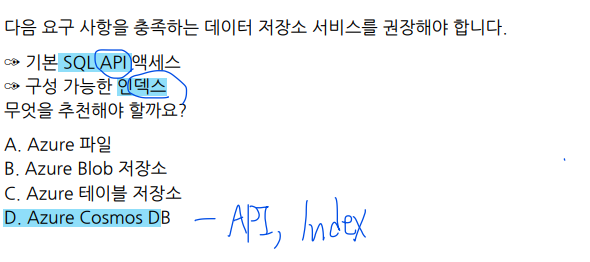 다음 요구 사항을 충족하는 데이터 저장소 서비스를 권장해야 합니다.
➩ 기본 SQL API 액세스
➩ 구성 가능한 인덱스
무엇을 추천해야 할까요?
A. Azure 파일
B. Azure Blob 저장소
C. Azure 테이블 저장소
D. Azure Cosmos DB – API, Index